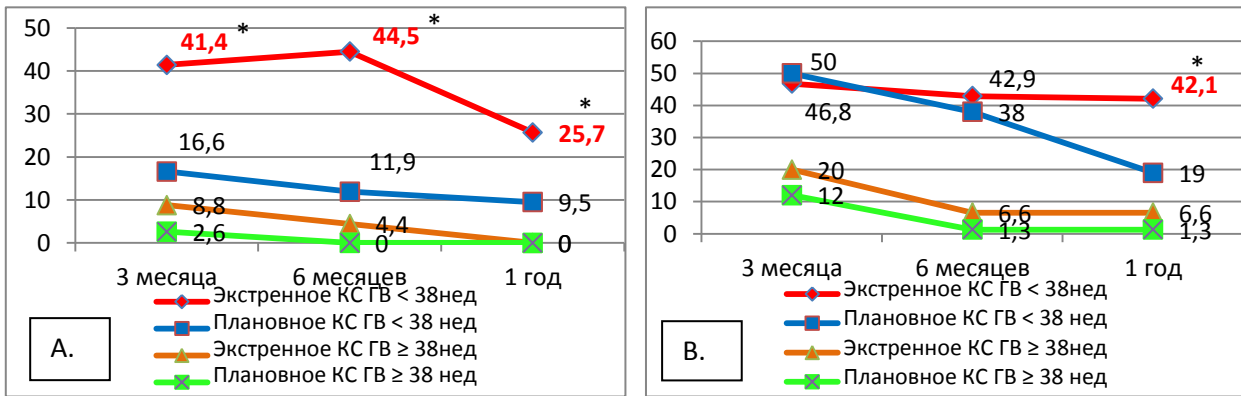 50
40
30
20
10
0
41,4
*
44,5
*
*
25,7
16,6
11,9
9,5
8,8
4,4
0
2,6
0
0
3 месяца
6 месяцев
1 год
Экстренное КС ГВ < 38нед
Плановное КС ГВ < 38 нед
Экстренное КС ГВ ≥ 38нед
Плановное КС ГВ ≥ 38 нед
А.
60
50
40
30
20
10
0
50
46,8
42,9
38
*
42,1
19
20
6,6
6,6
12
1,3
1,3
3 месяца
6 месяцев
1 год
Экстренное КС ГВ < 38нед
Плановное КС ГВ < 38 нед
Экстренное КС ГВ ≥ 38нед
Плановное КС ГВ ≥ 38 нед
В.